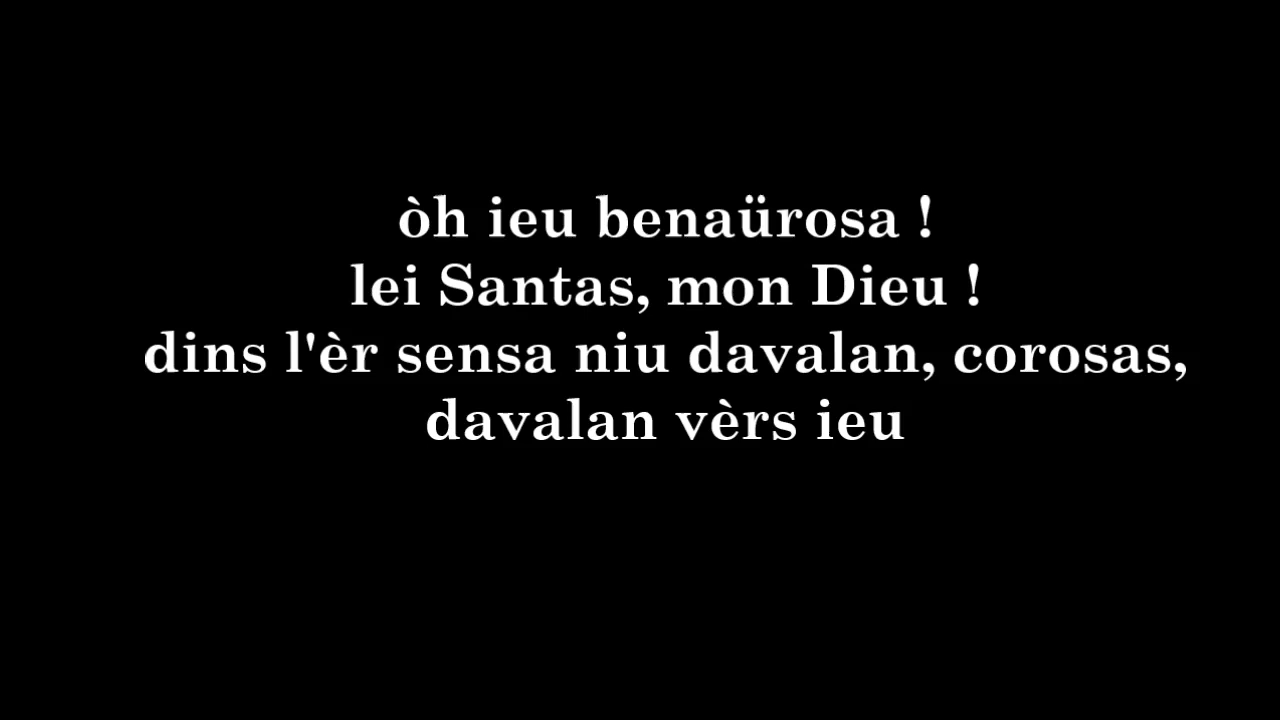 òh ieu benaürosa !
lei Santas, mon Dieu !
dins l'èr sensa niu davalan, corosas,
davalan vèrs ieu